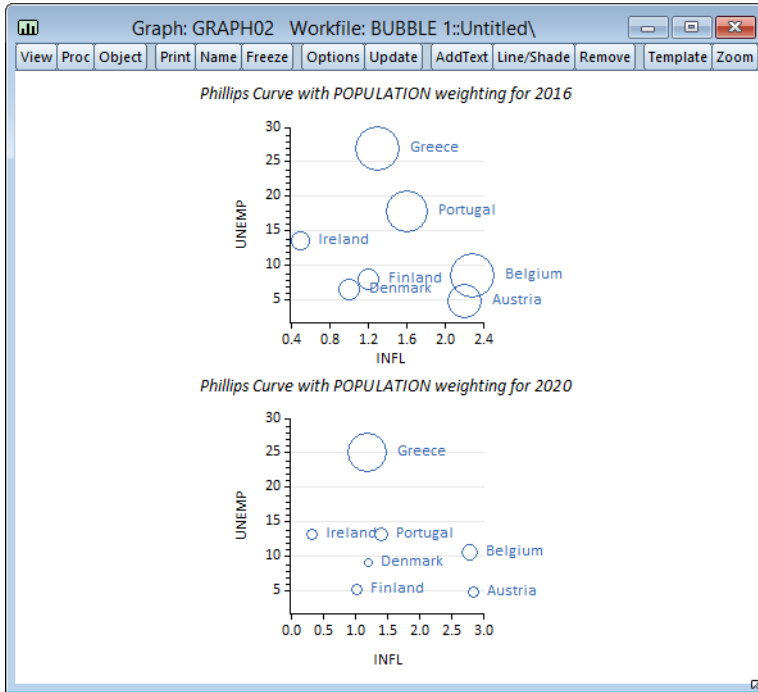 Graph: GRAPH02 Workfile: BUBBLE 1::Untitled\
View Proc Object Print Name Freeze Options Update AddText Line/Shade Remove Template Zoom
Phillips Curve with POPULATION weighting for 2016
30
Greece
25
20
Portugal
UNEMP
15
Ireland
10
Belgium
Finland
Denmark
5
Austria
0.4 0.8 1.2 1.6 2.0 2.4
INFL
Phillips Curve with POPULATION weighting for 2020
30
25
Greece
20
UNEMP
15
Ireland Portugal
10
Belgium
Denmark
5
Finland Austria
0.0 0.5 1.0 1.5 2.0 2.5 3.0
INFL